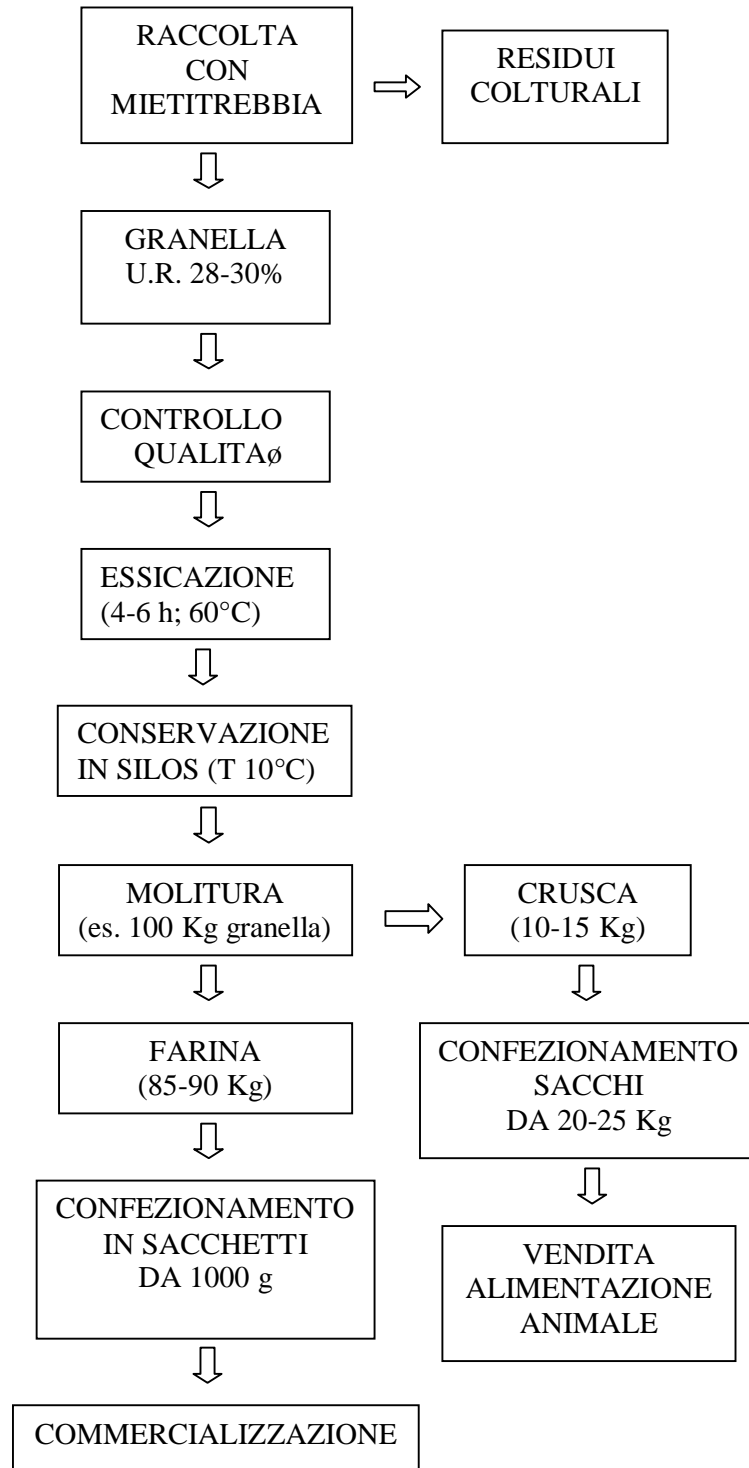 RACCOLTA
CON
MIETITREBBIA
RESIDUI
COLTURALI
GRANELLA
U.R. 28-30%
CONTROLLO
QUALITAø
ESSICAZIONE
(4-6 h; 60°C)
CONSERVAZIONE
IN SILOS (T 10°C)
MOLITURA
(es. 100 Kg granella)
CRUSCA
(10-15 Kg)
FARINA
(85-90 Kg)
CONFEZIONAMENTO
SACCHI
DA 20-25 Kg
CONFEZIONAMENTO
IN SACCHETTI
DA 1000 g
VENDITA
ALIMENTAZIONE
ANIMALE
COMMERCIALIZZAZIONE